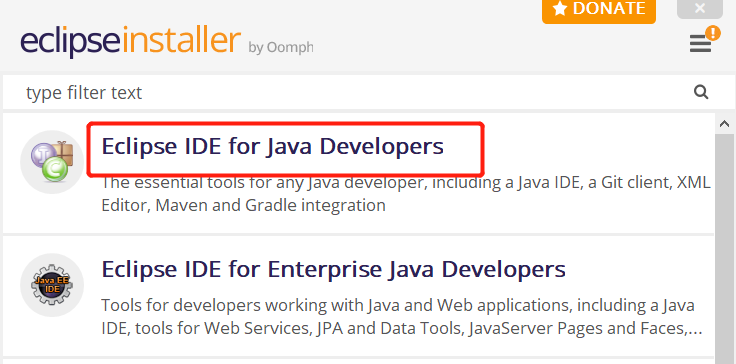 DONATE
eclipseinstaller by Oomph
type filter text
Eclipse IDE for Java Developers
The essential tools for any Java developer, including a Java IDE, a Git client, XML
Editor, Maven and Gradle integration
Java EE
IDE
Eclipse IDE for Enterprise Java Developers
Tools for developers working with Java and Web applications, including a Java
IDE, tools for Web Services, JPA and Data Tools, JavaServer Pages and Faces,...